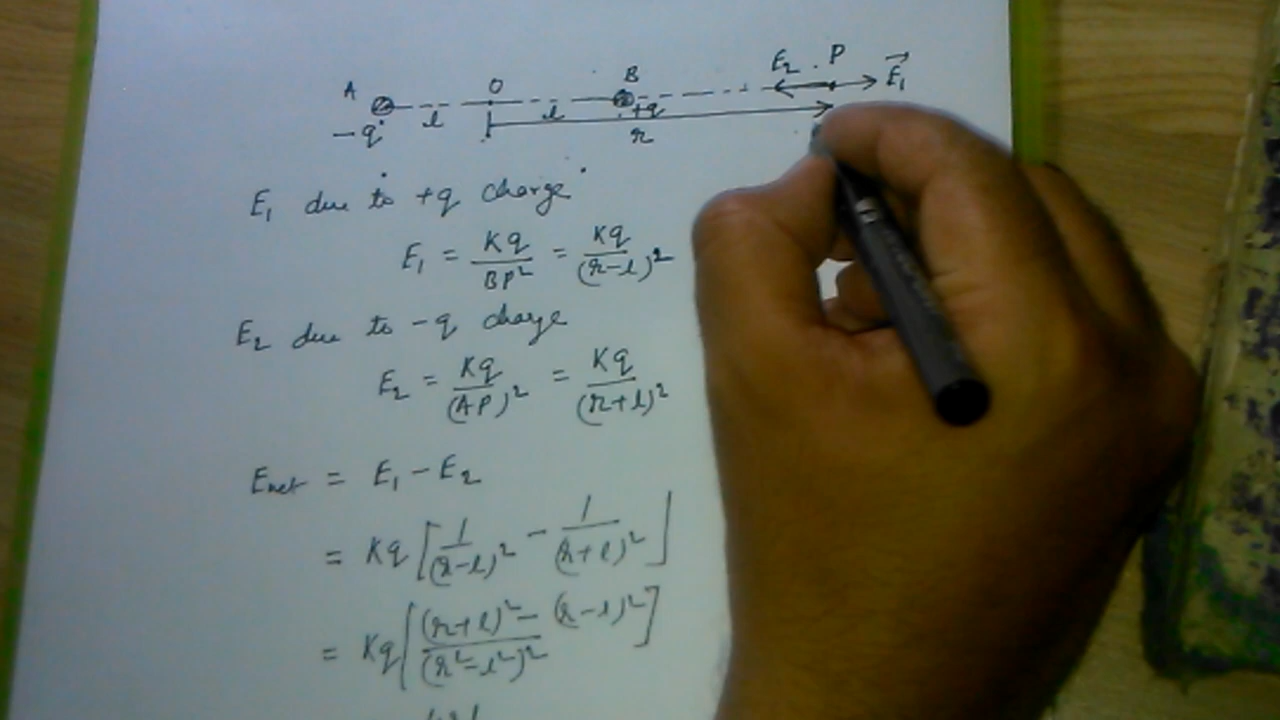 A O B E₂ . P E₁
-q l l +q
r
E₁ due to +q charge
E₁ = Kq/BP² = Kq/(r-l)²
E₂ due to -q charge
E₂ = Kq/(AP)² = Kq/(r+l)²
Enet = E₁ - E₂
= Kq [1/(r-l)² - 1/(r+l)²]
= Kq [(r+l)² - (r-l)²/(r²-l²)²]